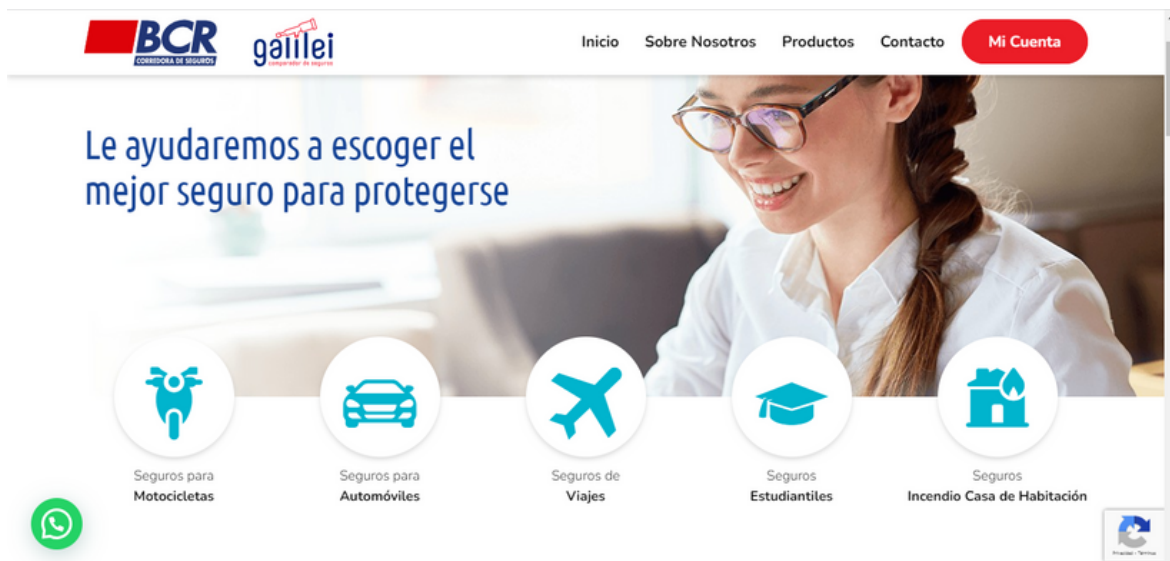 BCR
CORREDORA DE SEGUROS
galilei
comparador de seguros
Inicio Sobre Nosotros Productos Contacto Mi Cuenta
Le ayudaremos a escoger el
mejor seguro para protegerse
Seguros para
Motocicletas
Seguros para
Automóviles
Seguros de
Viajes
Seguros
Estudiantiles
Seguros
Incendio Casa de Habitación
Privacidad - Términos